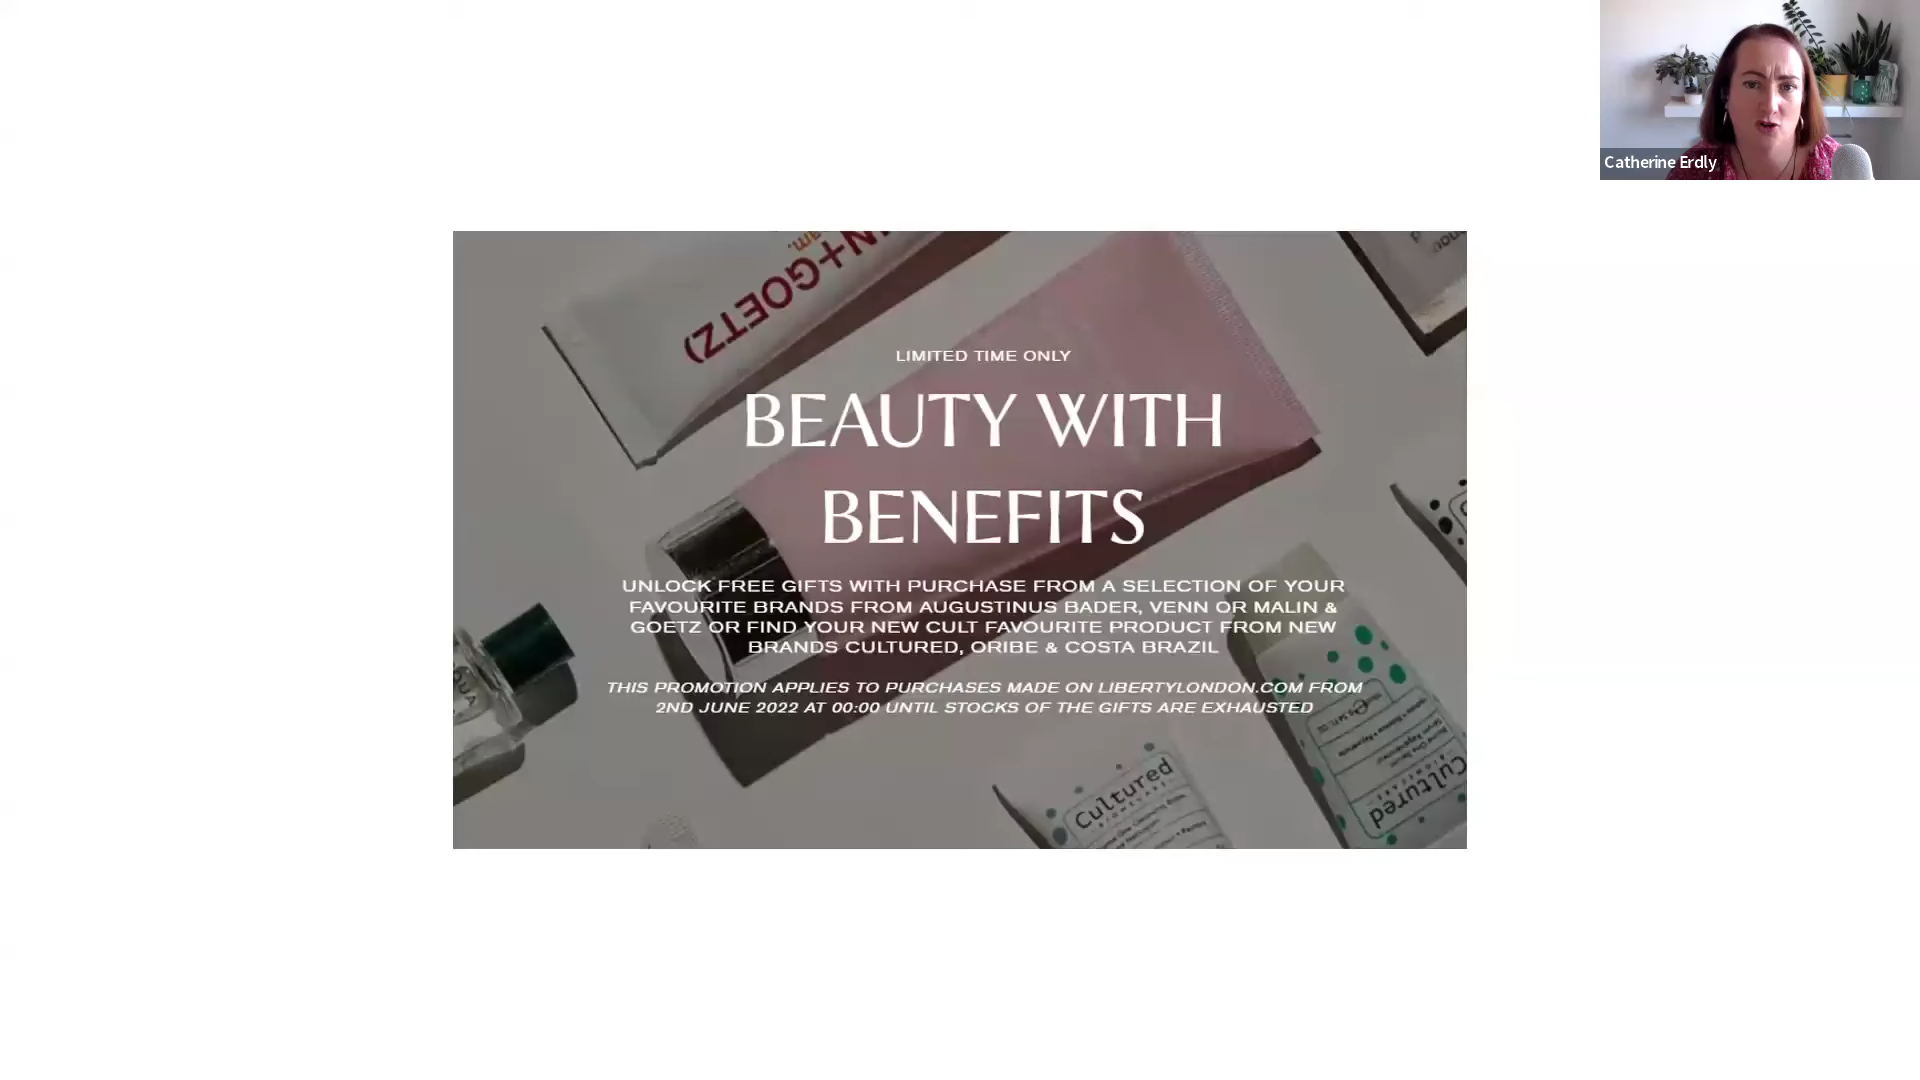 Catherine Erdly
IN+GOETZ)
am.
LIMITED TIME ONLY
BEAUTY WITH
BENEFITS
UNLOCK FREE GIFTS WITH PURCHASE FROM A SELECTION OF YOUR
FAVOURITE BRANDS FROM AUGUSTINUS BADER, VENN OR MALIN &
GOETZ OR FIND YOUR NEW CULT FAVOURITE PRODUCT FROM NEW
BRANDS CULTURED, ORIBE & COSTA BRAZIL
THIS PROMOTION APPLIES TO PURCHASES MADE ON LIBERTYLONDON.COM FROM
2ND JUNE 2022 AT 00:00 UNTIL STOCKS OF THE GIFTS ARE EXHAUSTED
Cultured
Cultured